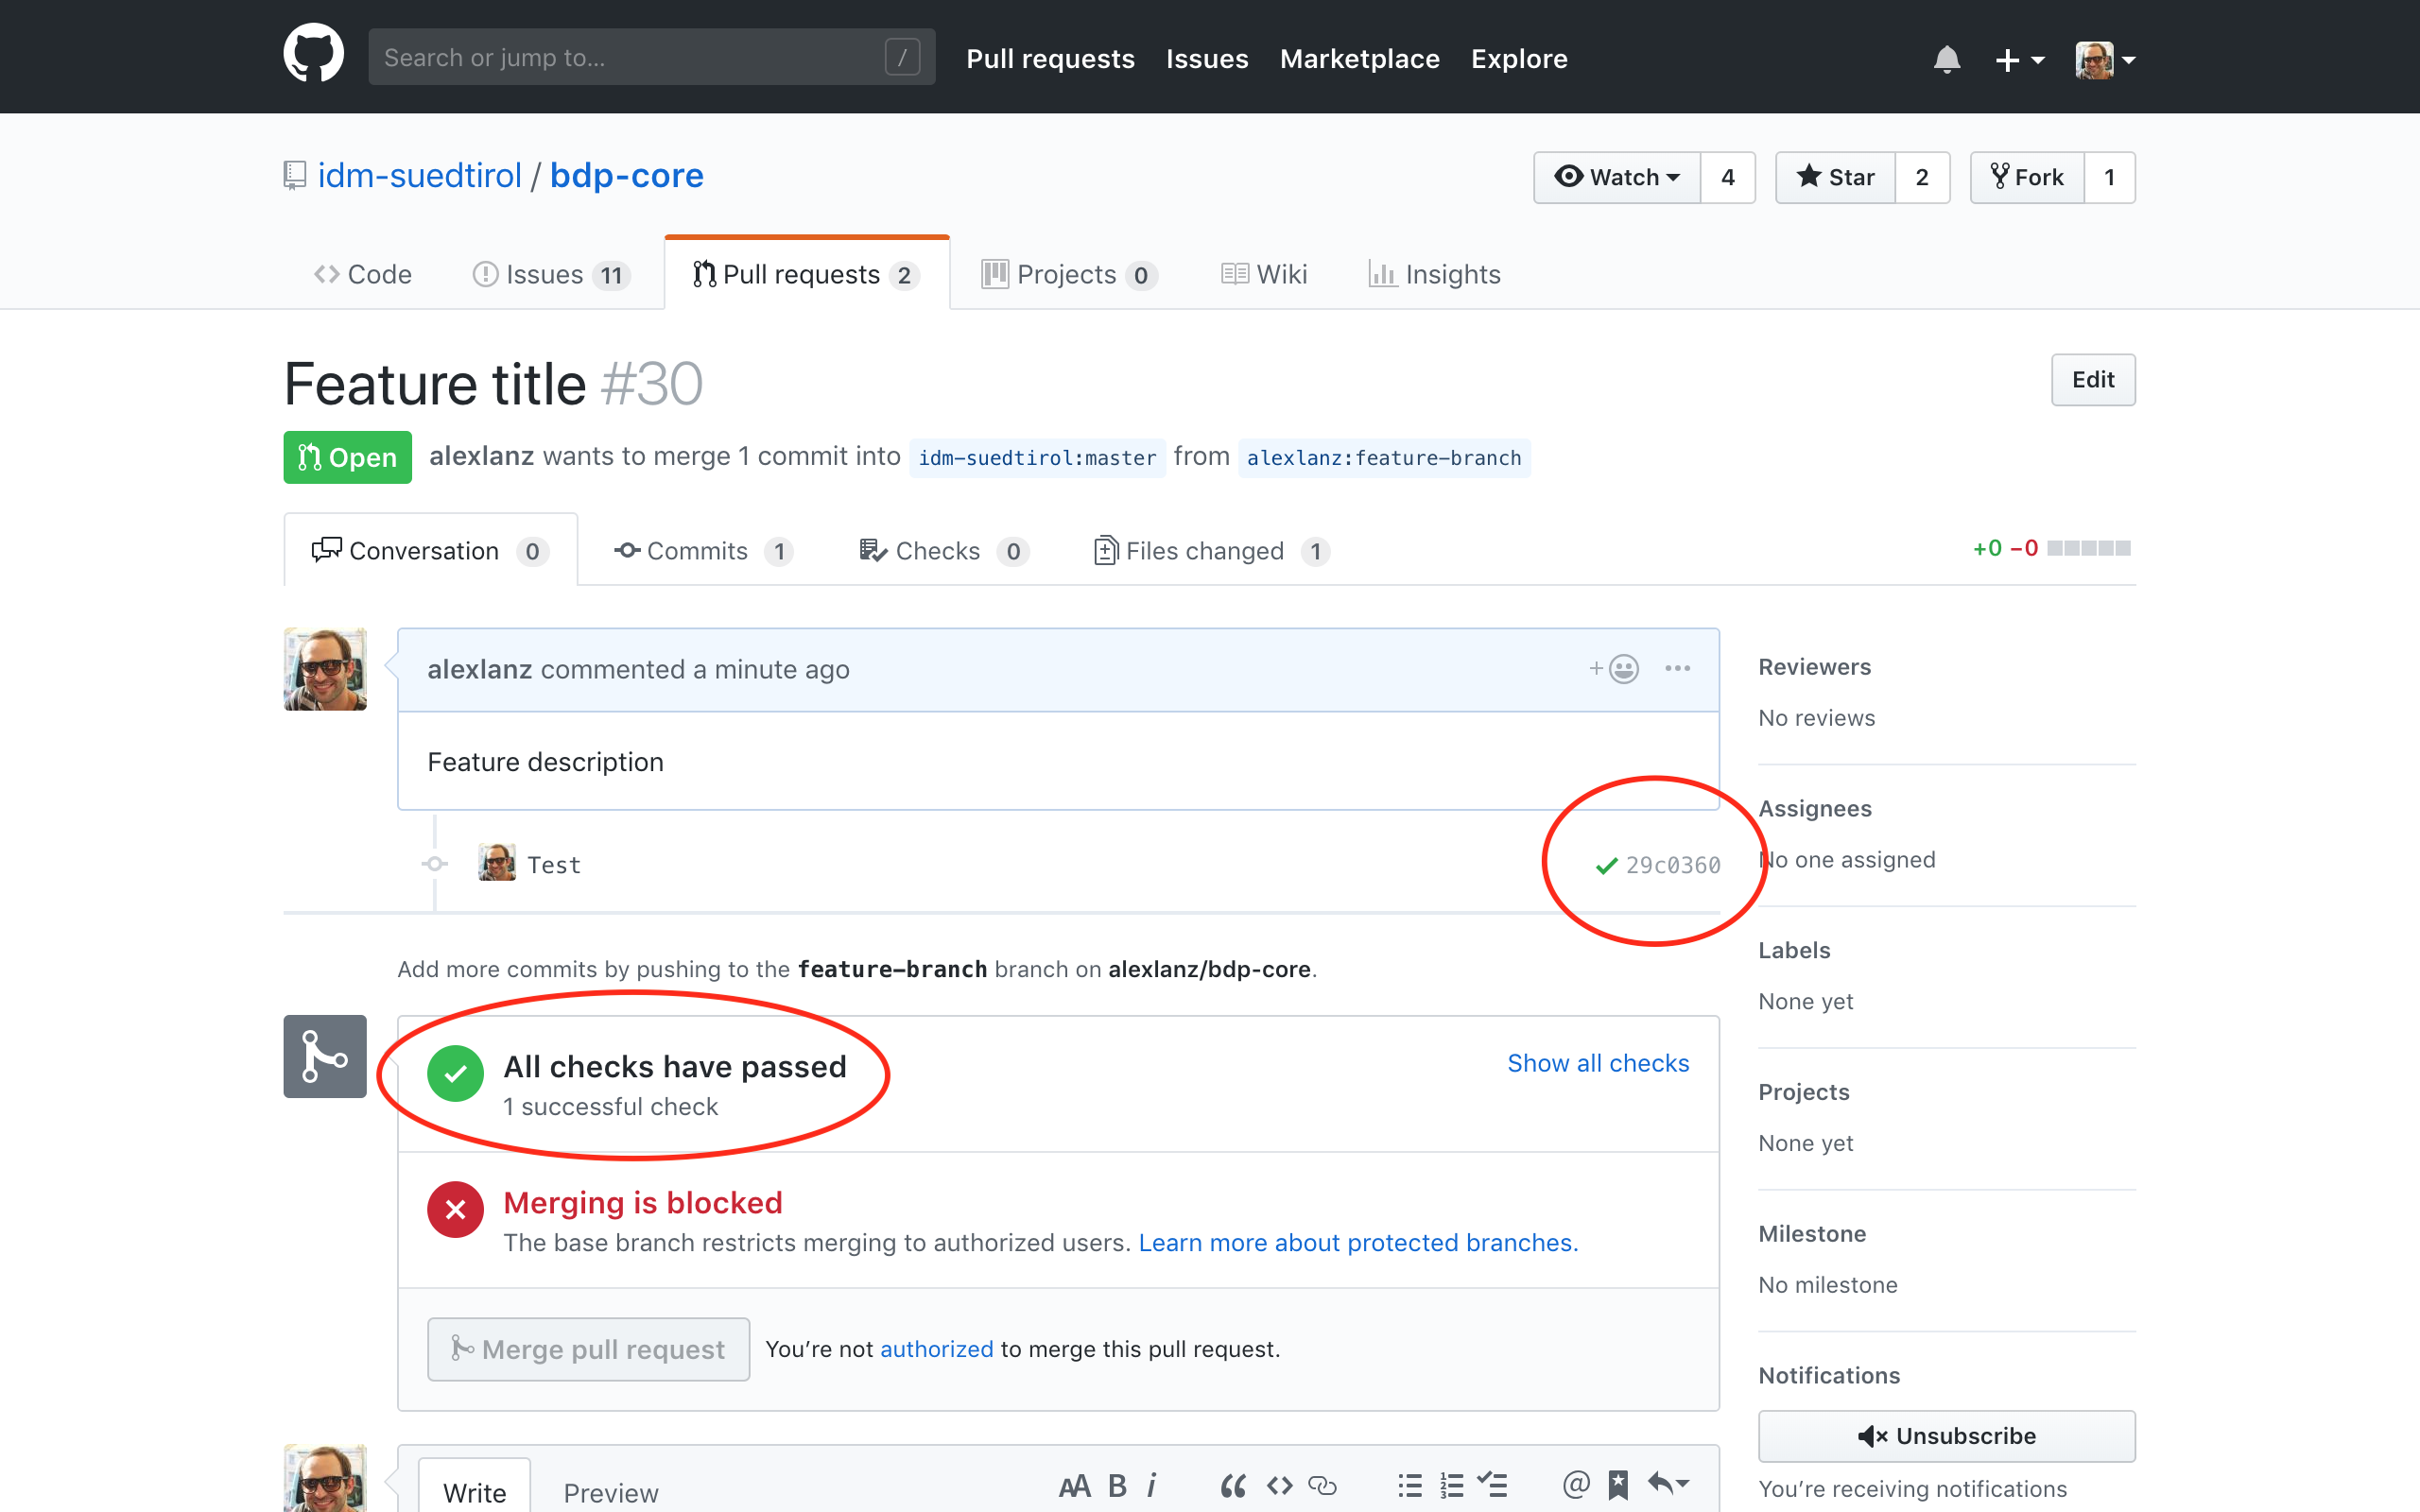 Search or jump to... /
Pull requests Issues Marketplace Explore
idm-suedtirol / bdp-core
Watch 4 Star 2 Fork 1
Code Issues 11 Pull requests 2 Projects 0 Wiki Insights
Feature title #30
Edit
Open alexlanz wants to merge 1 commit into idm-suedtirol:master from alexlanz:feature-branch
Conversation 0 Commits 1 Checks 0 Files changed 1
+0 −0
alexlanz commented a minute ago
Feature description
Test
29c0360
Add more commits by pushing to the feature-branch branch on alexlanz/bdp-core.
All checks have passed
1 successful check
Show all checks
Merging is blocked
The base branch restricts merging to authorized users. Learn more about protected branches.
Merge pull request You’re not authorized to merge this pull request.
Write Preview
AA B i
@
Reviewers
No reviews
Assignees
No one assigned
Labels
None yet
Projects
None yet
Milestone
No milestone
Notifications
Unsubscribe
You’re receiving notifications